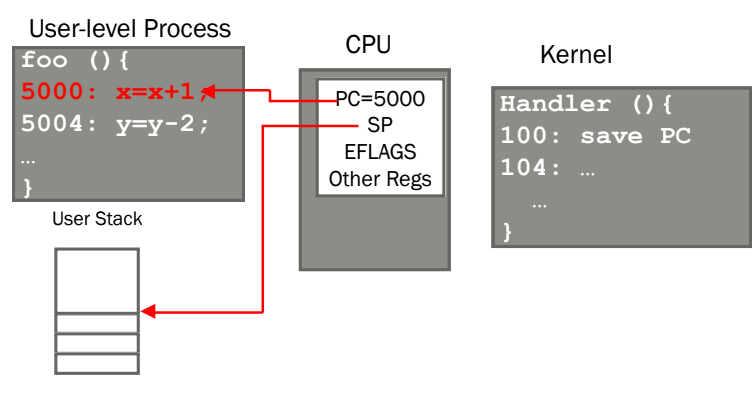 User-level Process
foo (){
5000: x=x+1;
5004: y=y-2;
…
}
User Stack
CPU
PC=5000
SP
EFLAGS
Other Regs
Kernel
Handler (){
100: save PC
104: …
…
}